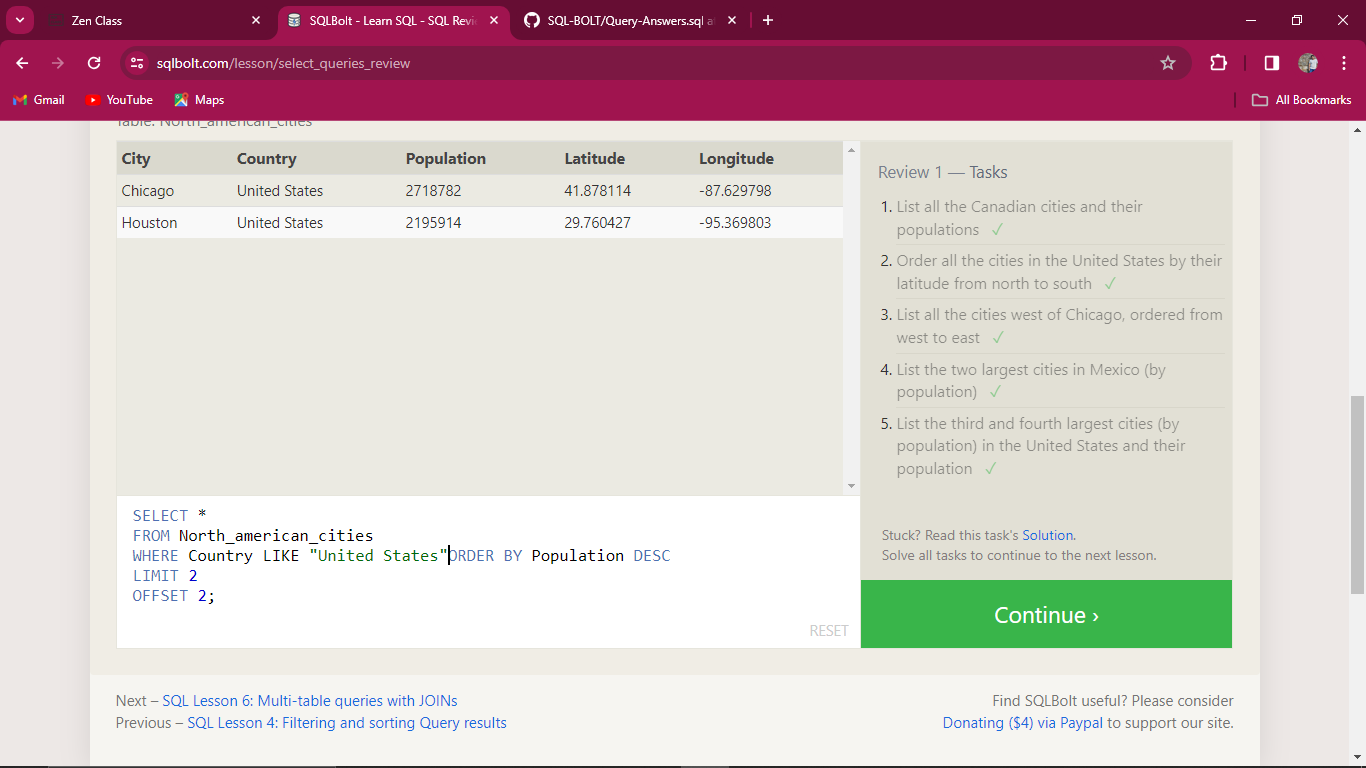 Zen Class
SQLBolt - Learn SQL - SQL Revie
SQL-BOLT/Query-Answers.sql a
sqlbolt.com/lesson/select_queries_review
Gmail
YouTube
Maps
All Bookmarks
Table: North_american_cities
City Country Population Latitude Longitude
Chicago United States 2718782 41.878114 -87.629798
Houston United States 2195914 29.760427 -95.369803
Review 1 — Tasks
1. List all the Canadian cities and their
populations ✓
2. Order all the cities in the United States by their
latitude from north to south ✓
3. List all the cities west of Chicago, ordered from
west to east ✓
4. List the two largest cities in Mexico (by
population) ✓
5. List the third and fourth largest cities (by
population) in the United States and their
population ✓
Stuck? Read this task's Solution.
Solve all tasks to continue to the next lesson.
Continue ›
SELECT *
FROM North_american_cities
WHERE Country LIKE "United States"ORDER BY Population DESC
LIMIT 2
OFFSET 2;
RESET
Next – SQL Lesson 6: Multi-table queries with JOINs
Previous – SQL Lesson 4: Filtering and sorting Query results
Find SQLBolt useful? Please consider
Donating ($4) via Paypal to support our site.